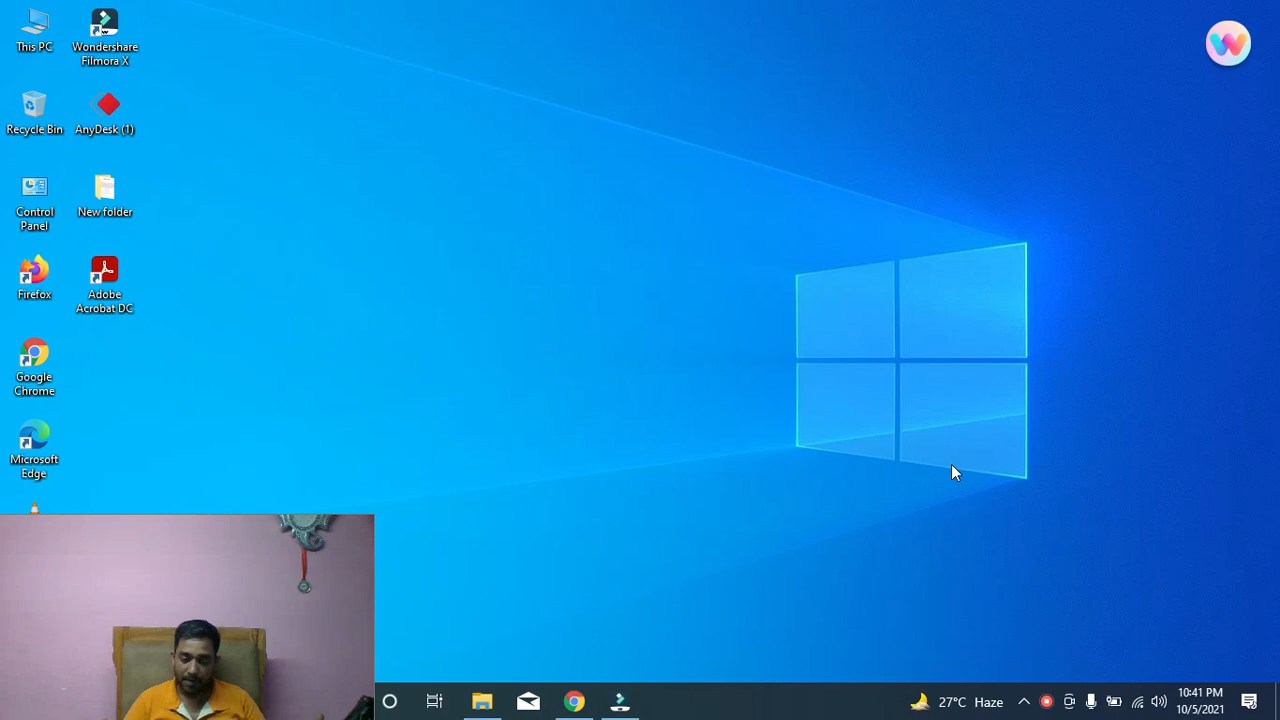 This PC
Wondershare
Filmora X
Recycle Bin
AnyDesk (1)
Control
Panel
New folder
Firefox
Adobe
Acrobat DC
Google
Chrome
Microsoft
Edge
27°C Haze
10:41 PM
10/5/2021